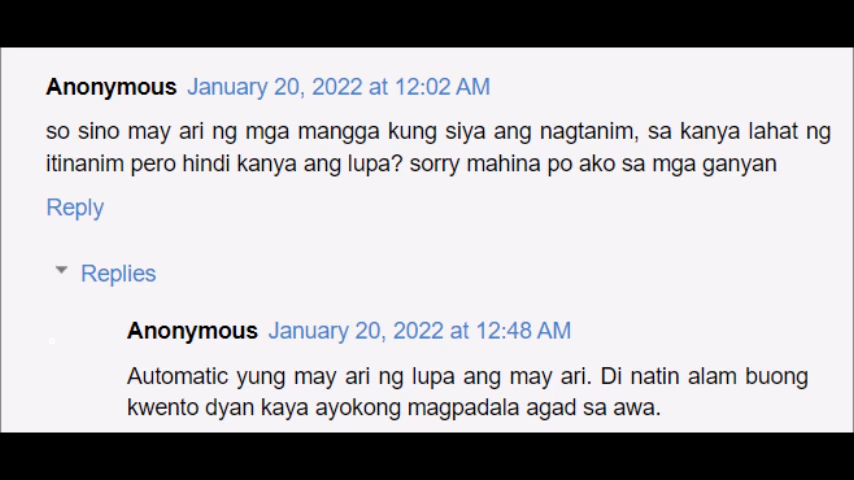 Anonymous January 20, 2022 at 12:02 AM
so sino may ari ng mga mangga kung siya ang nagtanim, sa kanya lahat ng
itinanim pero hindi kanya ang lupa? sorry mahina po ako sa mga ganyan
Reply
Replies
Anonymous January 20, 2022 at 12:48 AM
Automatic yung may ari ng lupa ang may ari. Di natin alam buong
kwento dyan kaya ayokong magpadala agad sa awa.